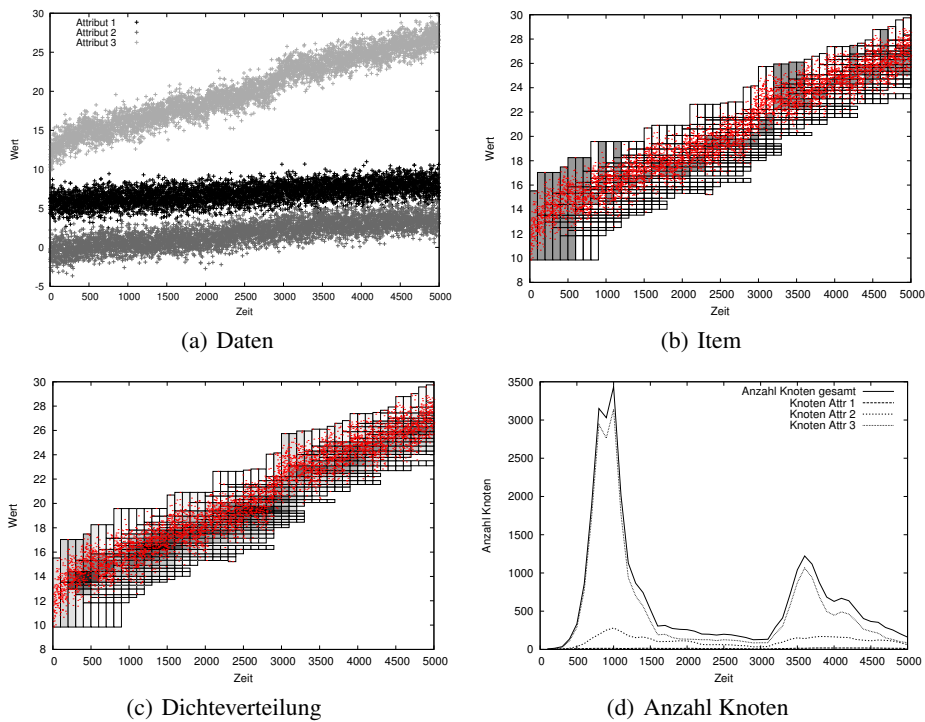 30
25
20
15
10
5
0
-5
Wert
Attribut 1
Attribut 2
Attribut 3
0 500 1000 1500 2000 2500 3000 3500 4000 4500 5000
Zeit
(a) Daten
30
28
26
24
22
20
18
16
14
12
10
8
Wert
0 500 1000 1500 2000 2500 3000 3500 4000 4500 5000
Zeit
(b) Item
30
28
26
24
22
20
18
16
14
12
10
8
Wert
0 500 1000 1500 2000 2500 3000 3500 4000 4500 5000
Zeit
(c) Dichteverteilung
3500
3000
2500
2000
1500
1000
500
0
Anzahl Knoten
Anzahl Knoten gesamt
Knoten Attr 1
Knoten Attr 2
Knoten Attr 3
0 500 1000 1500 2000 2500 3000 3500 4000 4500 5000
Zeit
(d) Anzahl Knoten